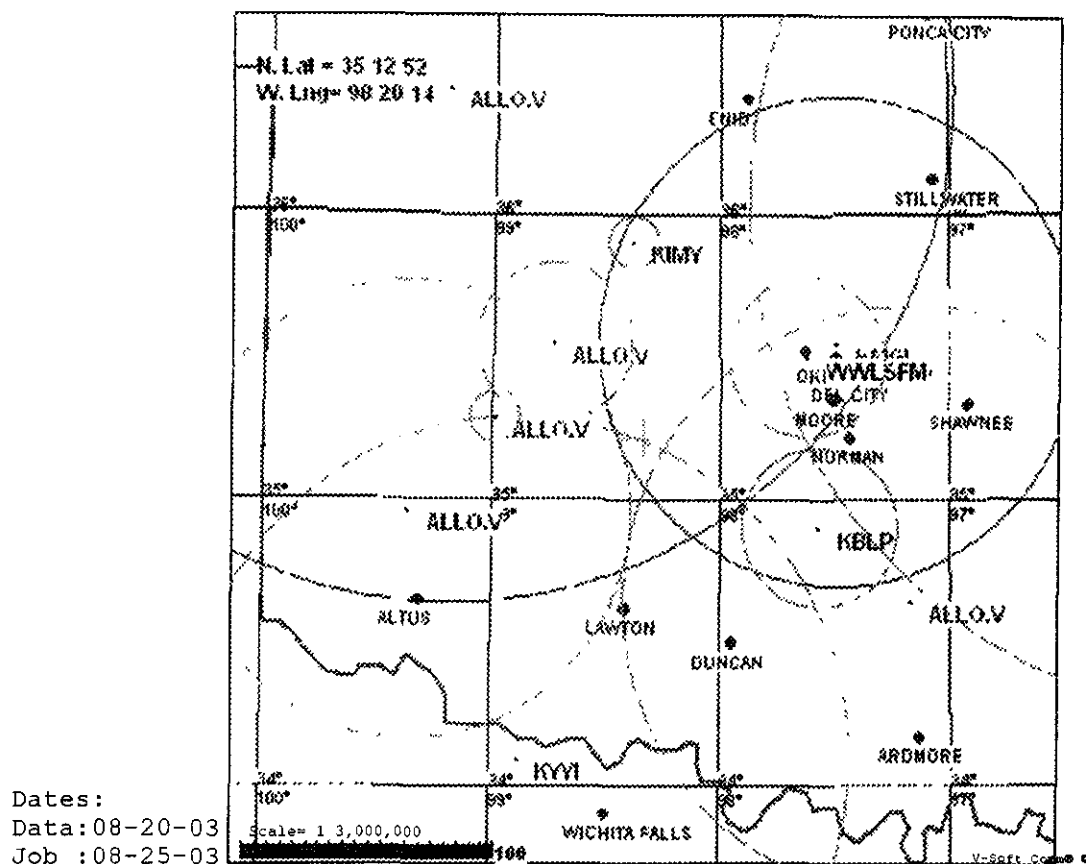 PONCA CITY
N. Lat = 35 12 52
W. Lng= 98 20 14
ALLO.V
ENID
STILLWATER
36° 36° 36°
100° 99° 98° 97°
KIMY
ALLO.V
WWLSFM
DEL CITY
ALLO.V
MOORE
SHAWNEE
NORMAN
35° 35° 35° 35°
100° 98° 97°
ALLO.V
KBLP
ALTUS
LAWTON
ALLO.V
DUNCAN
ARDMORE
KYYI
34° 34° 34° 34°
100° 99° 98° 97°
Dates:
Data:08-20-03
Job :08-25-03
Scale= 1 3,000,000
WICHITA FALLS
100
V-Soft Comm®